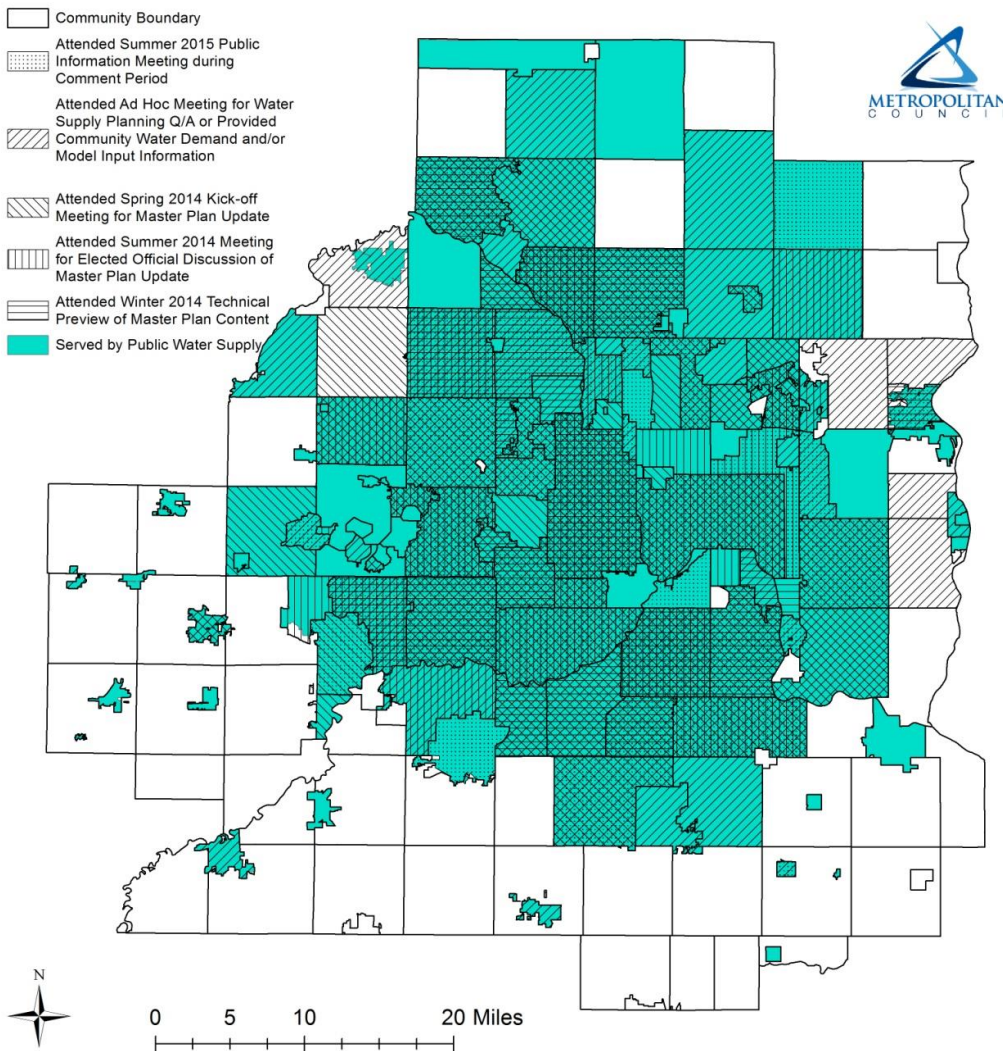 Community Boundary
Attended Summer 2015 Public
Information Meeting during
Comment Period
Attended Ad Hoc Meeting for Water
Supply Planning Q/A or Provided
Community Water Demand and/or
Model Input Information
Attended Spring 2014 Kick-off
Meeting for Master Plan Update
Attended Summer 2014 Meeting
for Elected Official Discussion of
Master Plan Update
Attended Winter 2014 Technical
Preview of Master Plan Content
Served by Public Water Supply
METROPOLITAN
COUNCIL
N
0 5 10 20 Miles